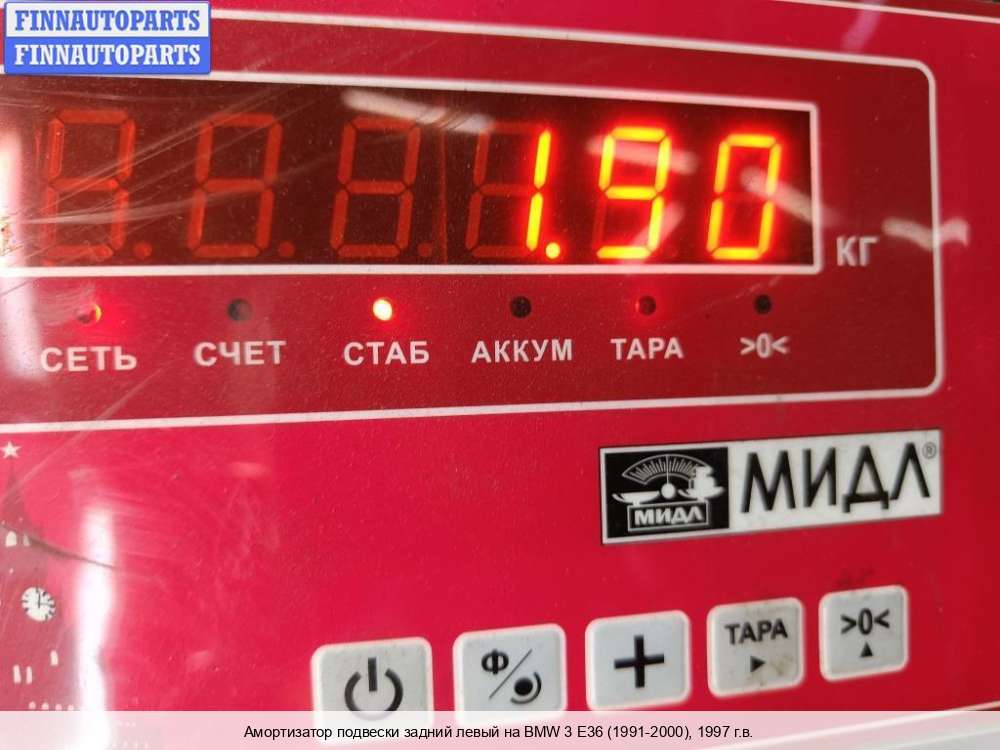 FINNAUTOPARTS
FINNAUTOPARTS
1.90
КГ
СЕТЬ СЧЕТ СТАБ АККУМ ТАРА >0<
МИДЛ МИДЛ®
Ф ТАРА >0<
Амортизатор подвески задний левый на BMW 3 E36 (1991-2000), 1997 г.в.